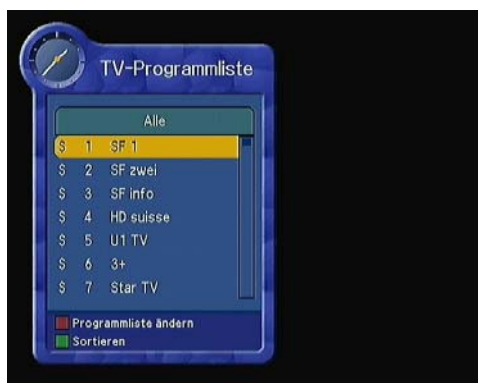 TV-Programmliste
Alle
$ 1 SF 1
$ 2 SF zwei
$ 3 SF info
$ 4 HD suisse
$ 5 U1 TV
$ 6 3+
$ 7 Star TV
Programmliste ändern
Sortieren